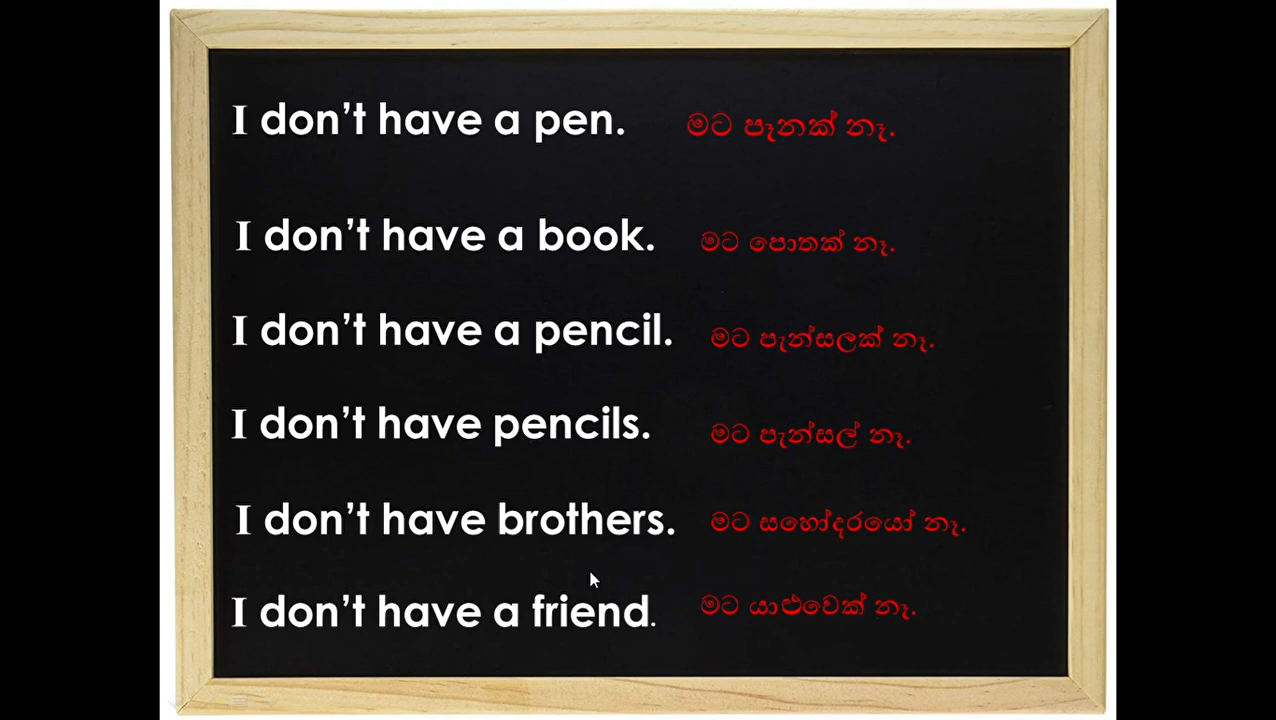 I don’t have a pen. මට පෑනක් නෑ.
I don’t have a book. මට පොතක් නෑ.
I don’t have a pencil. මට පැන්සලක් නෑ.
I don’t have pencils. මට පැන්සල් නෑ.
I don’t have brothers. මට සහෝදරයෝ නෑ.
I don’t have a friend. මට යාළුවෙක් නෑ.